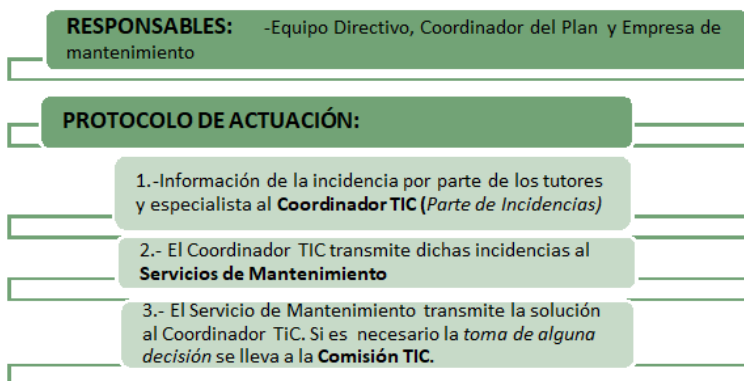 RESPONSABLES: -Equipo Directivo, Coordinador del Plan y Empresa de
mantenimiento
PROTOCOLO DE ACTUACIÓN:
1.-Información de la incidencia por parte de los tutores
y especialista al Coordinador TIC (Parte de Incidencias)
2.- El Coordinador TIC transmite dichas incidencias al
Servicios de Mantenimiento
3.- El Servicio de Mantenimiento transmite la solución
al Coordinador TiC. Si es necesario la toma de alguna
decisión se lleva a la Comisión TIC.